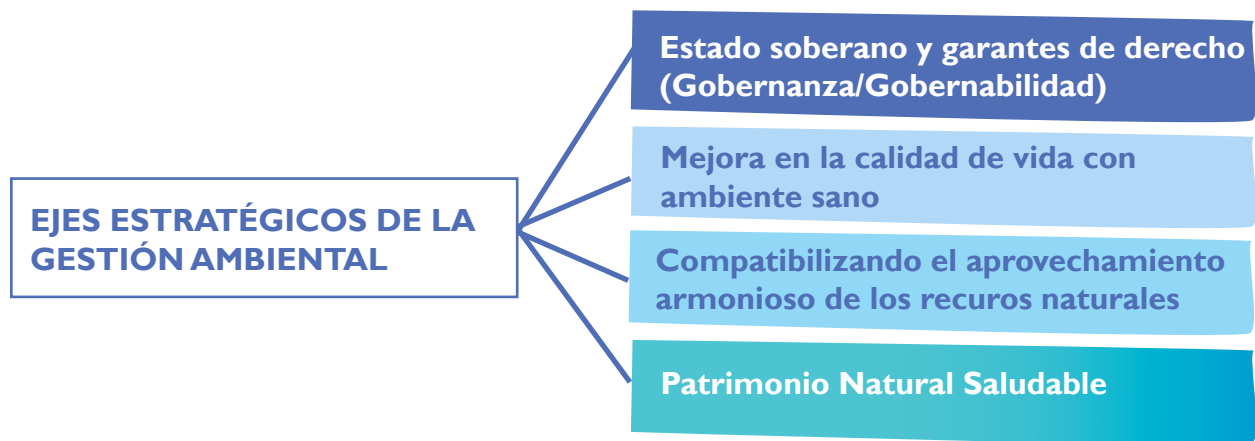 Estado soberano y garantes de derecho
(Gobernanza/Gobernabilidad)
Mejora en la calidad de vida con
ambiente sano
EJES ESTRATÉGICOS DE LA
GESTIÓN AMBIENTAL
Compatibilizando el aprovechamiento
armonioso de los recuros naturales
Patrimonio Natural Saludable